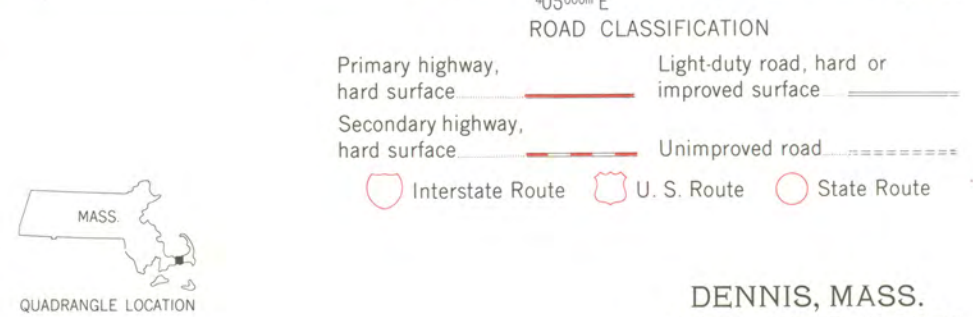 ⁴05⁰⁰⁰ᵐ E
ROAD CLASSIFICATION
Primary highway,
hard surface
Light-duty road, hard or
improved surface
Secondary highway,
hard surface
Unimproved road
Interstate Route
U. S. Route
State Route
MASS.
QUADRANGLE LOCATION
DENNIS, MASS.